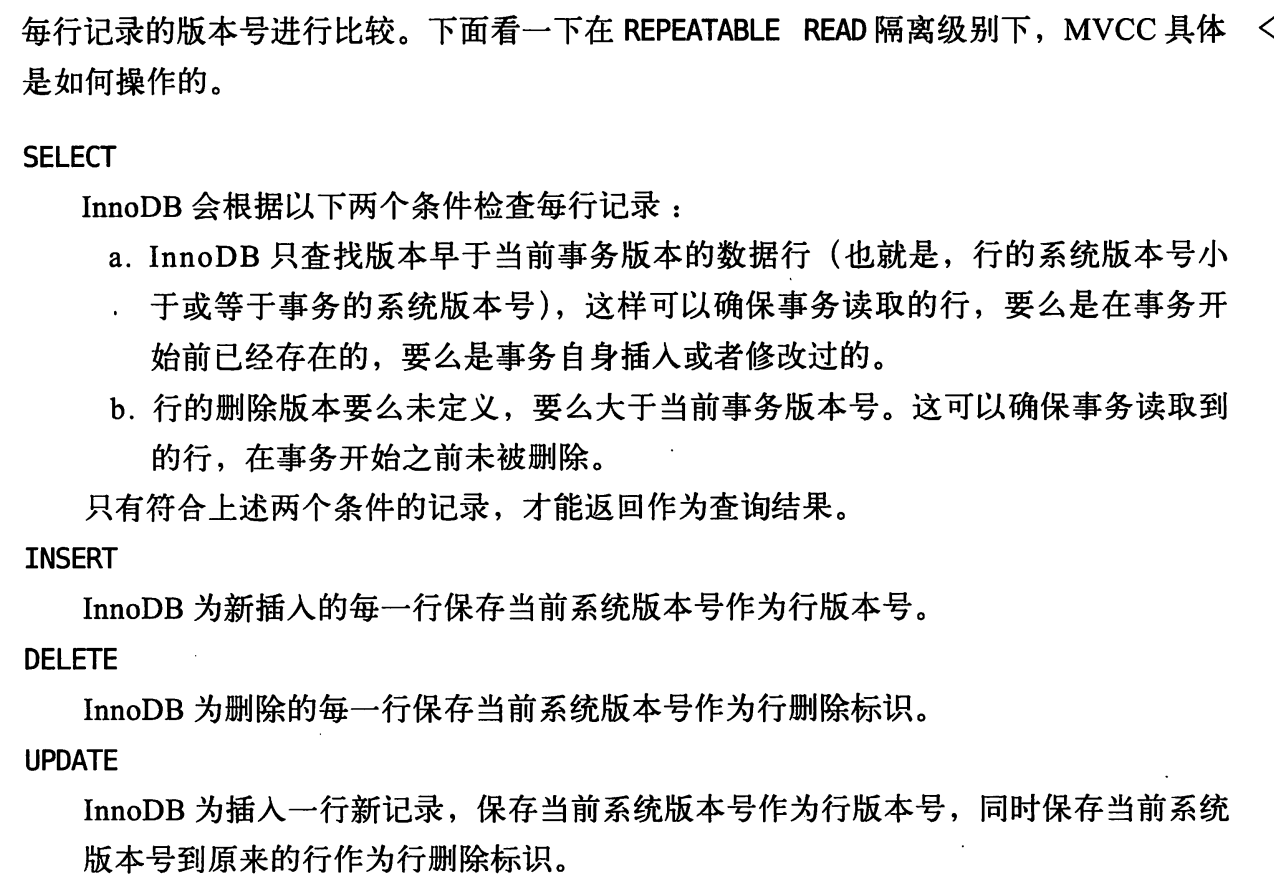 每行记录的版本号进行比较。下面看一下在 REPEATABLE READ 隔离级别下，MVCC 具体 <
是如何操作的。
SELECT
InnoDB 会根据以下两个条件检查每行记录：
a. InnoDB 只查找版本早于当前事务版本的数据行（也就是，行的系统版本号小
于或等于事务的系统版本号），这样可以确保事务读取的行，要么是在事务开
始前已经存在的，要么是事务自身插入或者修改过的。
b. 行的删除版本要么未定义，要么大于当前事务版本号。这可以确保事务读取到
的行，在事务开始之前未被删除。
只有符合上述两个条件的记录，才能返回作为查询结果。
INSERT
InnoDB 为新插入的每一行保存当前系统版本号作为行版本号。
DELETE
InnoDB 为删除的每一行保存当前系统版本号作为行删除标识。
UPDATE
InnoDB 为插入一行新记录，保存当前系统版本号作为行版本号，同时保存当前系统
版本号到原来的行作为行删除标识。